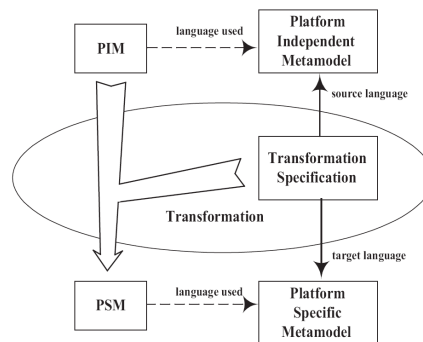 PIM
language used
Platform
Independent
Metamodel
source language
Transformation
Specification
Transformation
target language
PSM
language used
Platform
Specific
Metamodel